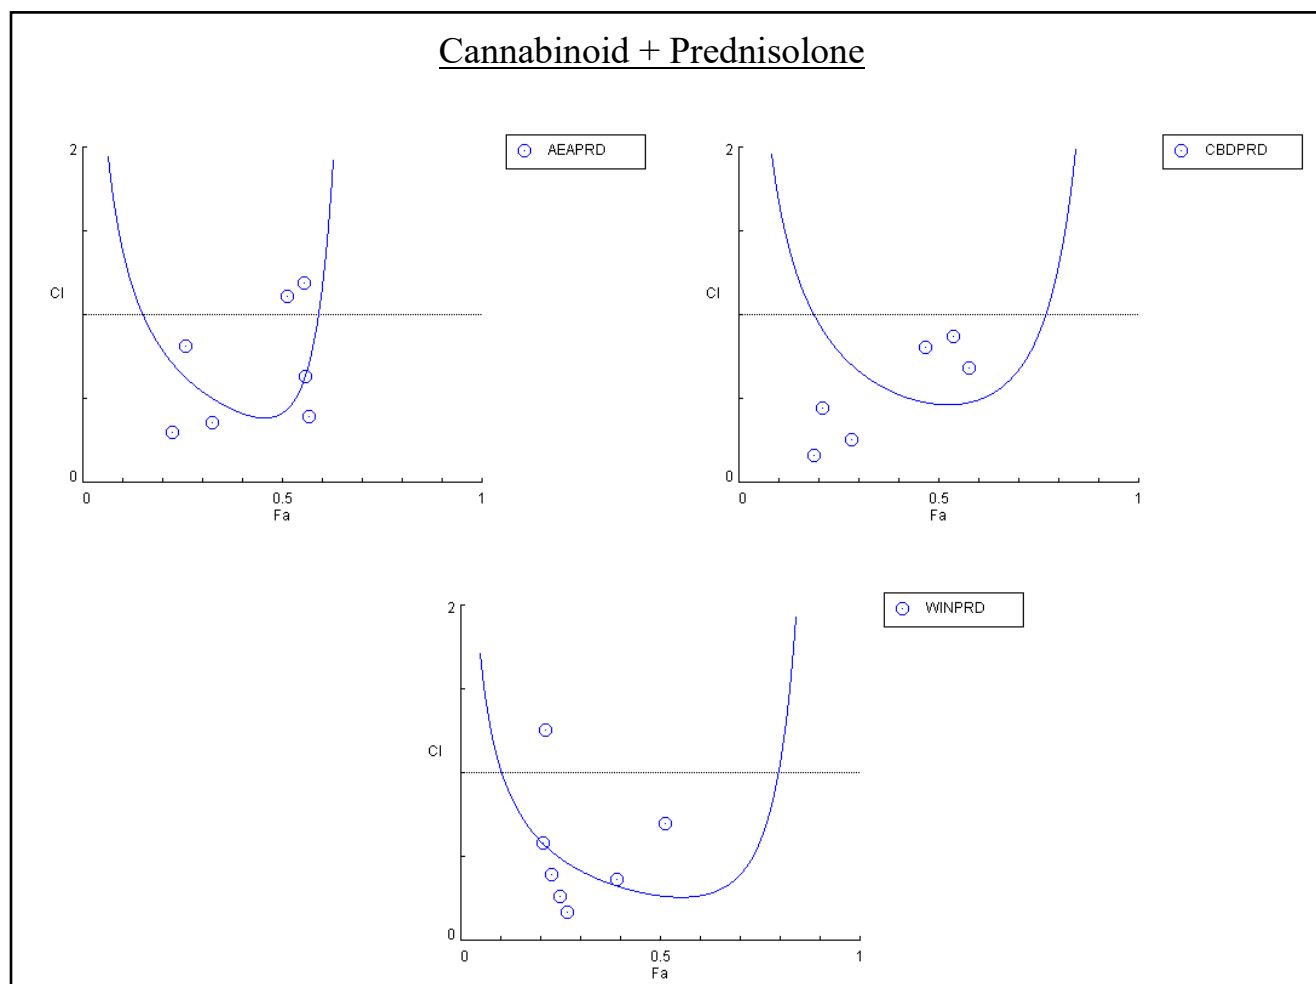 Cannabinoid + Prednisolone
2
AEAPRD
CI
0
0 0.5 1
Fa
2
CBDPRD
CI
0
0 0.5 1
Fa
2
WINPRD
CI
0
0 0.5 1
Fa